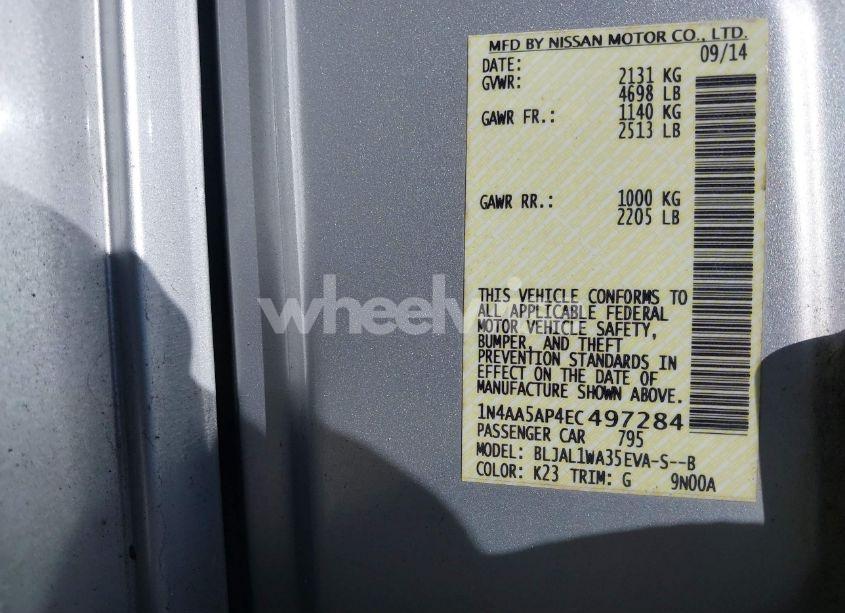 MFD BY NISSAN MOTOR CO., LTD.
DATE: 09/14
GVWR: 2131 KG
4698 LB
GAWR FR.: 1140 KG
2513 LB
GAWR RR.: 1000 KG
2205 LB
THIS VEHICLE CONFORMS TO
ALL APPLICABLE FEDERAL
MOTOR VEHICLE SAFETY,
BUMPER, AND THEFT
PREVENTION STANDARDS IN
EFFECT ON THE DATE OF
MANUFACTURE SHOWN ABOVE.
1N4AA5AP4EC497284
PASSENGER CAR 795
MODEL: BLJAL1WA35EVA-S--B
COLOR: K23 TRIM: G 9N00A